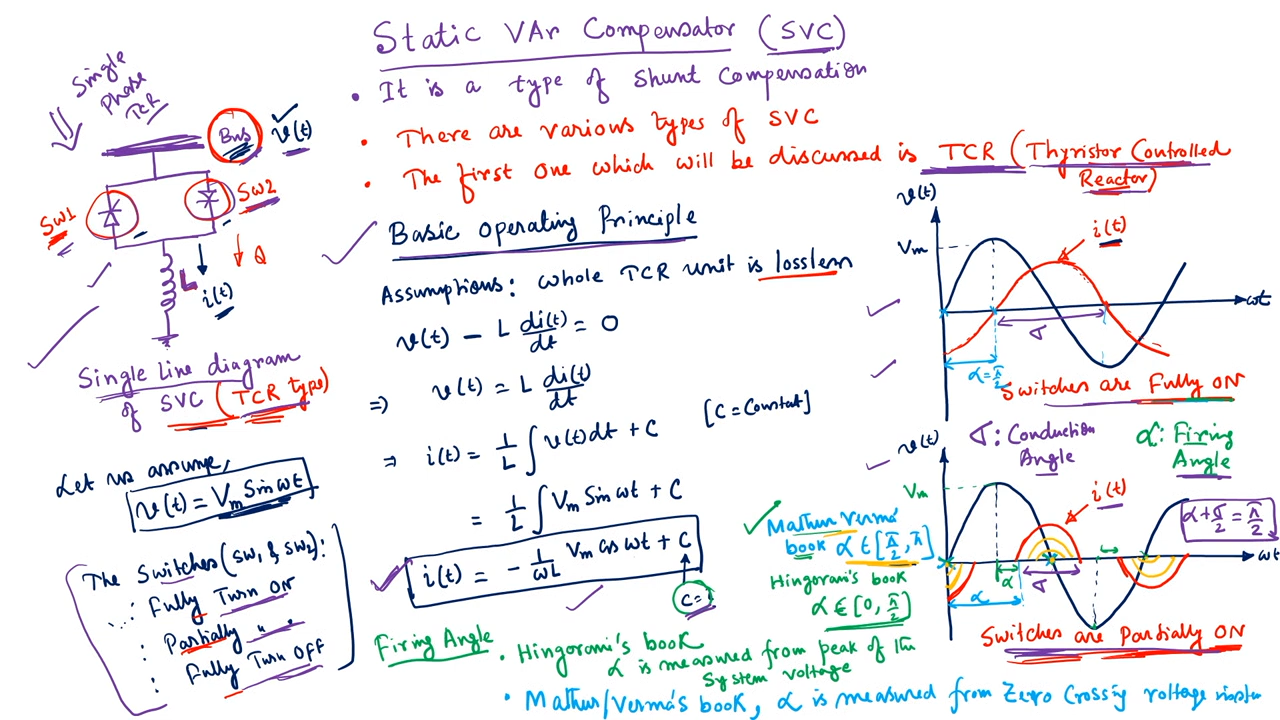 Static VAr Compensator (SVC)
• It is a type of Shunt Compensation
• There are various types of SVC
• The first one which will be discussed is TCR (Thyristor Controlled Reactor)
Single Phase TCR
Bus v(t)
SW1
SW2
L
i(t)
Q
Single line diagram
of SVC (TCR type)
Let us assume,
v(t) = Vm Sin ωt
The Switches (SW1 & SW2):
Fully Turn ON
Partially " "
Fully Turn OFF
Basic operating Principle
Assumptions: whole TCR unit is lossless
v(t) - L di(t)/dt = 0
⇒ v(t) = L di(t)/dt
⇒ i(t) = 1/L ∫ v(t) dt + C [C = Constant]
= 1/L ∫ Vm Sin ωt + C
i(t) = - 1/ωL Vm cos ωt + C
C =
Firing Angle
• Hingorani's book
α is measured from peak of the
System voltage
• Mathur/Verma's book, α is measured from Zero Crossing voltage
v(t)
Vm
i(t)
ωt
σ
α = π/2
Switches are Fully ON
σ: Conduction Angle
α: Firing Angle
v(t)
Vm
i(t)
α + σ/2 = π/2
ωt
α
σ
α
Mathur Verma's
book α ∈ [π/2, π]
Hingorani's book
α ∈ [0, π/2]
Switches are Partially ON